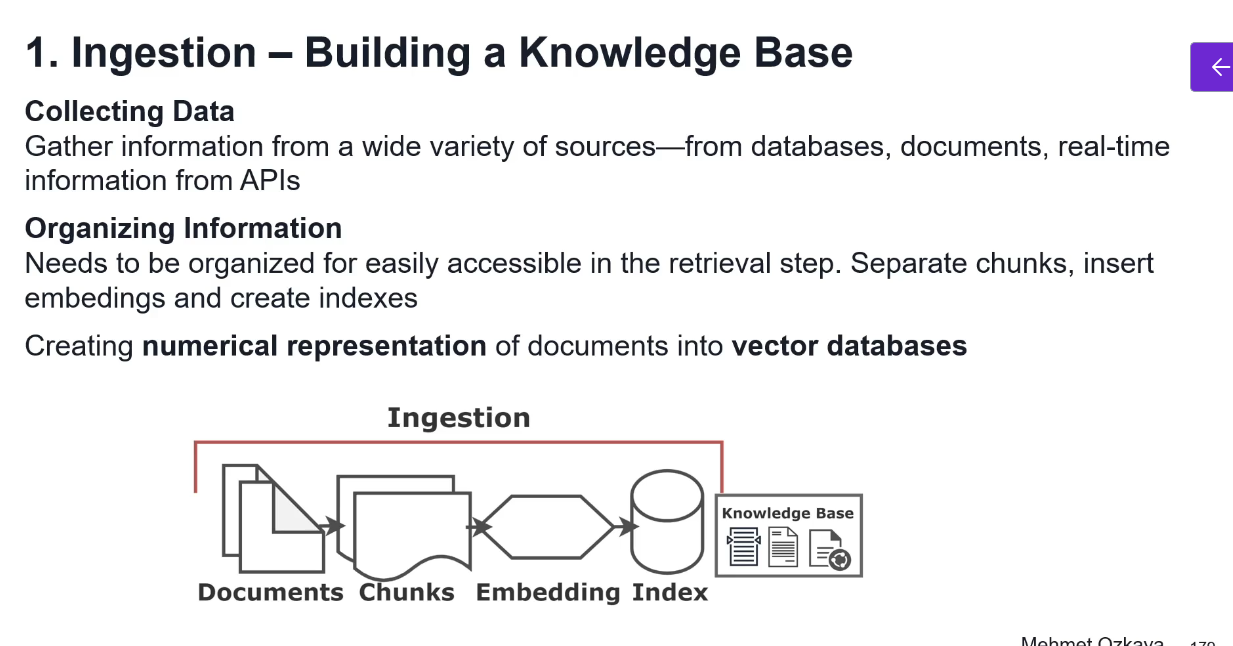 1. Ingestion – Building a Knowledge Base
Collecting Data
Gather information from a wide variety of sources—from databases, documents, real-time
information from APIs
Organizing Information
Needs to be organized for easily accessible in the retrieval step. Separate chunks, insert
embedings and create indexes
Creating numerical representation of documents into vector databases
Ingestion
Knowledge Base
Documents Chunks Embedding Index
Mehmet Ozkaya